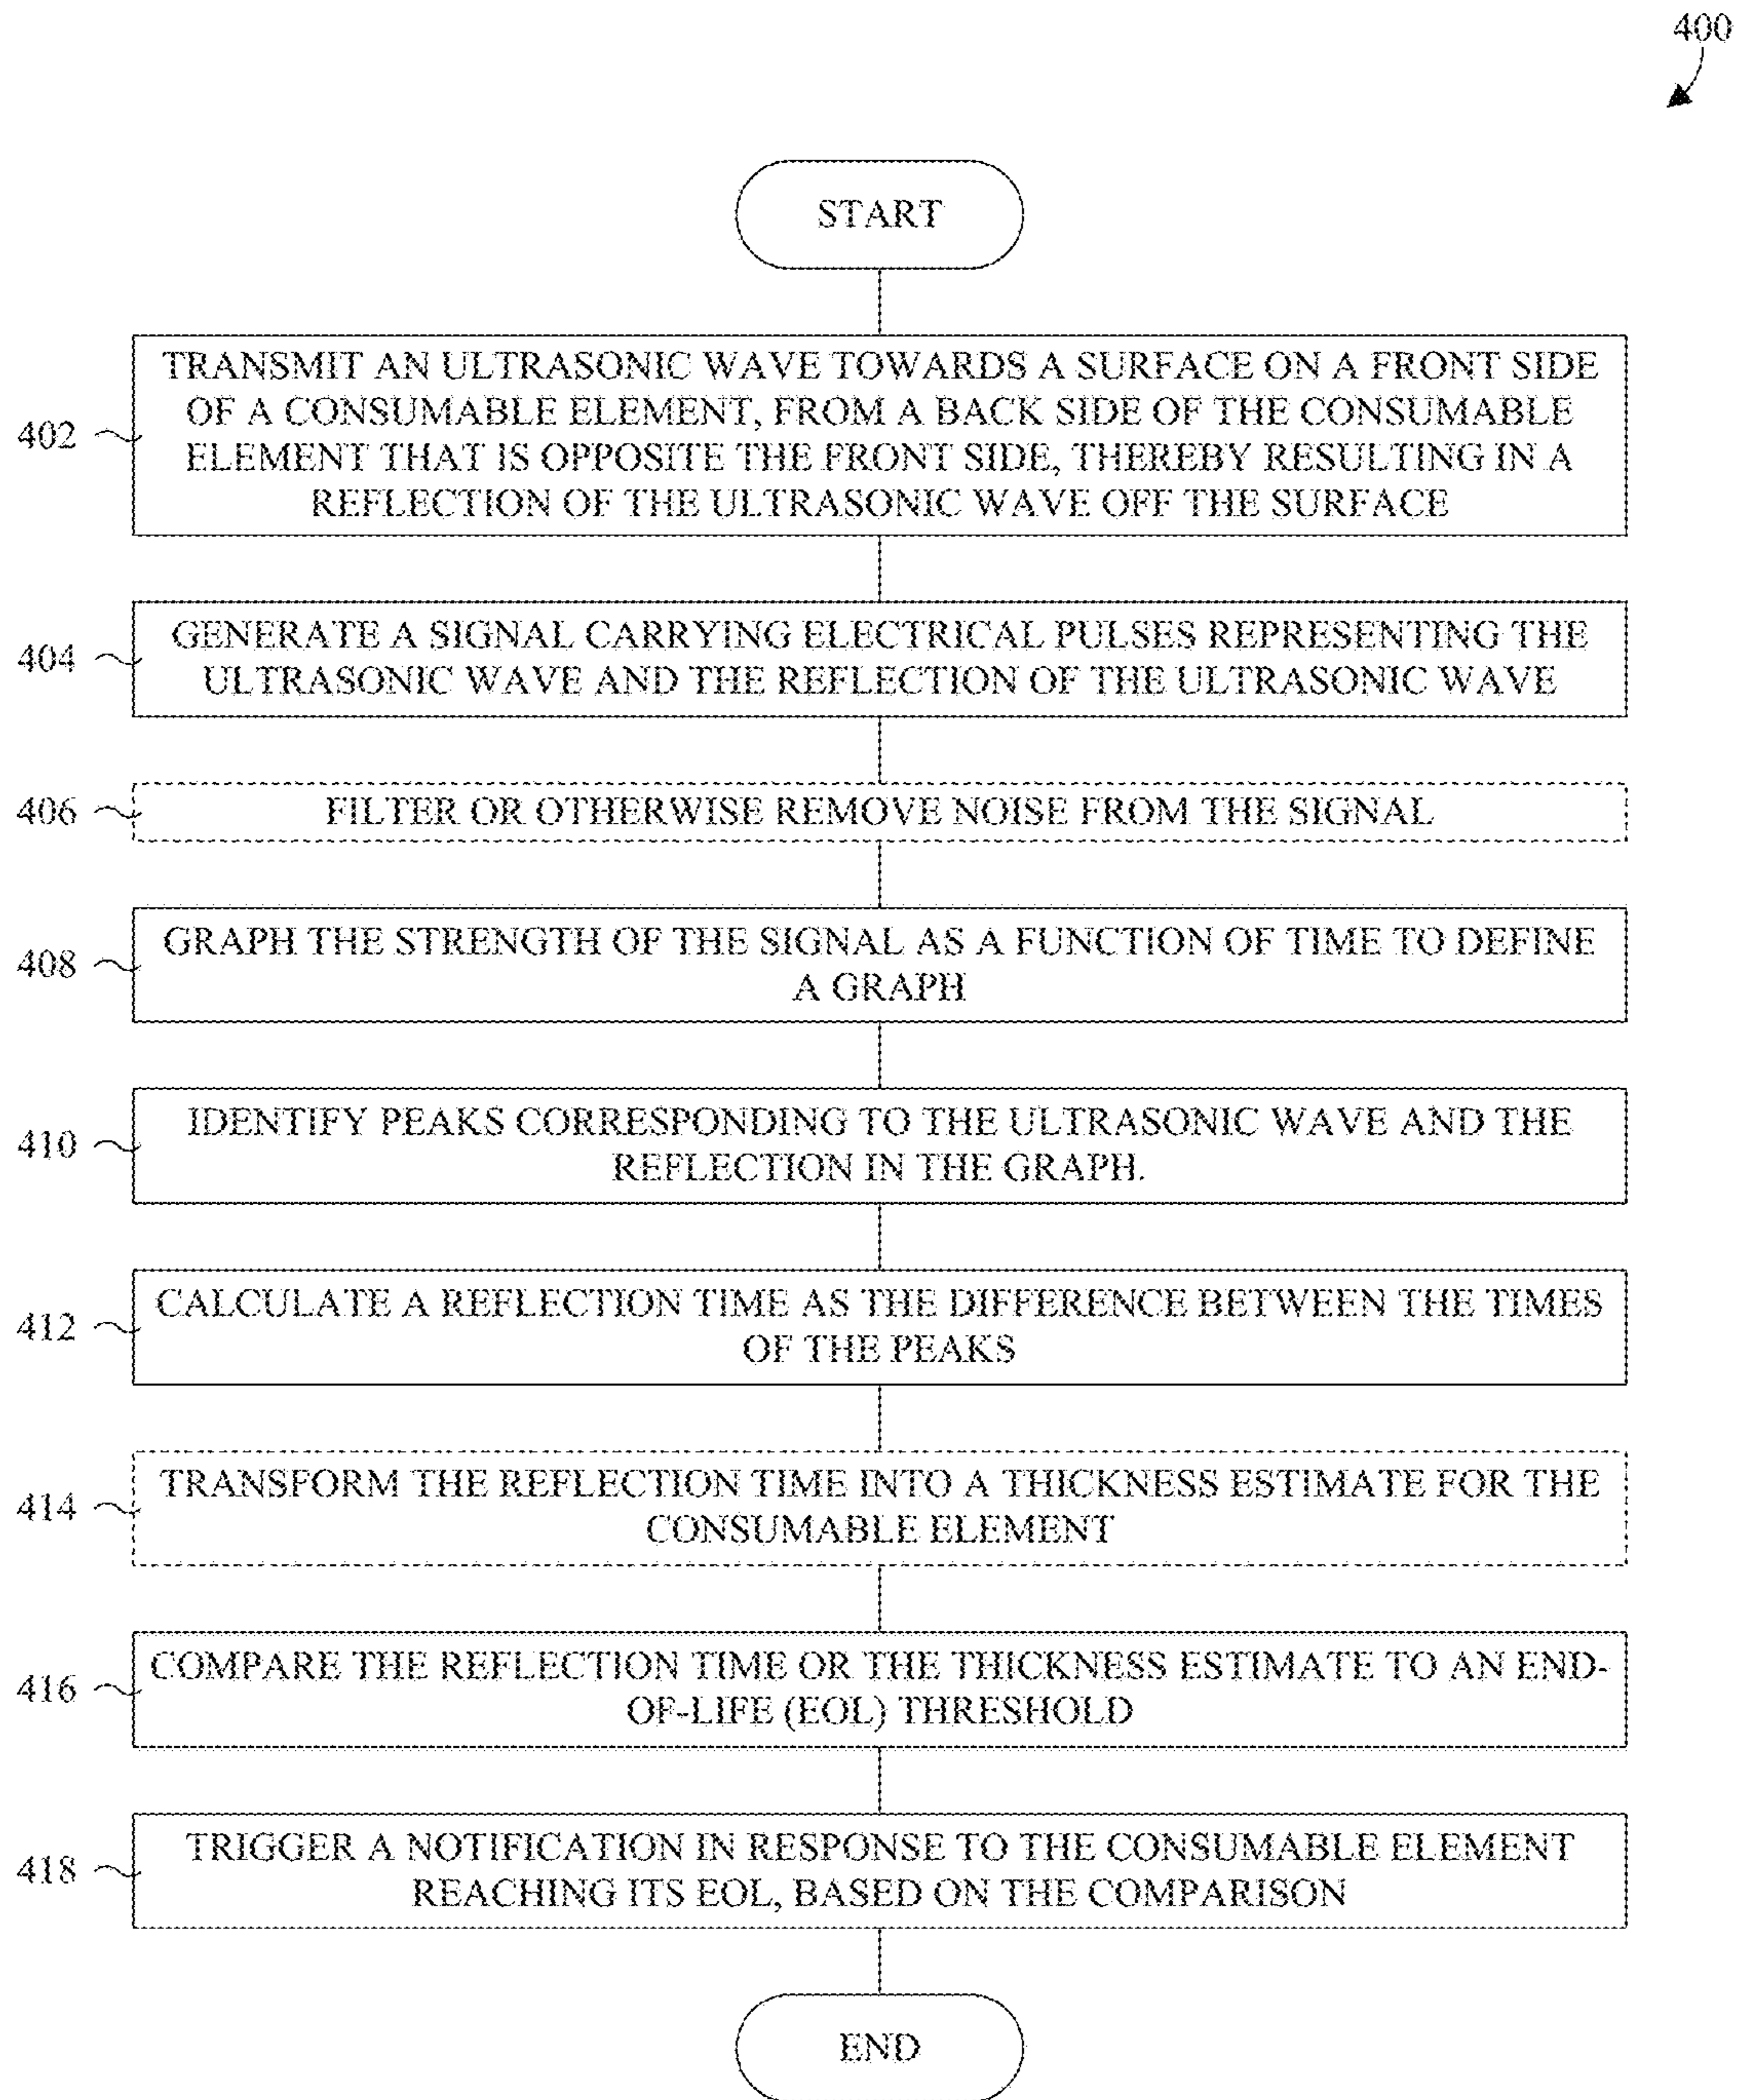 400
START
402
TRANSMIT AN ULTRASONIC WAVE TOWARDS A SURFACE ON A FRONT SIDE
OF A CONSUMABLE ELEMENT, FROM A BACK SIDE OF THE CONSUMABLE
ELEMENT THAT IS OPPOSITE THE FRONT SIDE, THEREBY RESULTING IN A
REFLECTION OF THE ULTRASONIC WAVE OFF THE SURFACE
404
GENERATE A SIGNAL CARRYING ELECTRICAL PULSES REPRESENTING THE
ULTRASONIC WAVE AND THE REFLECTION OF THE ULTRASONIC WAVE
406
FILTER OR OTHERWISE REMOVE NOISE FROM THE SIGNAL
408
GRAPH THE STRENGTH OF THE SIGNAL AS A FUNCTION OF TIME TO DEFINE
A GRAPH
410
IDENTIFY PEAKS CORRESPONDING TO THE ULTRASONIC WAVE AND THE
REFLECTION IN THE GRAPH.
412
CALCULATE A REFLECTION TIME AS THE DIFFERENCE BETWEEN THE TIMES
OF THE PEAKS
414
TRANSFORM THE REFLECTION TIME INTO A THICKNESS ESTIMATE FOR THE
CONSUMABLE ELEMENT
416
COMPARE THE REFLECTION TIME OR THE THICKNESS ESTIMATE TO AN END-
OF-LIFE (EOL) THRESHOLD
418
TRIGGER A NOTIFICATION IN RESPONSE TO THE CONSUMABLE ELEMENT
REACHING ITS EOL, BASED ON THE COMPARISON
END